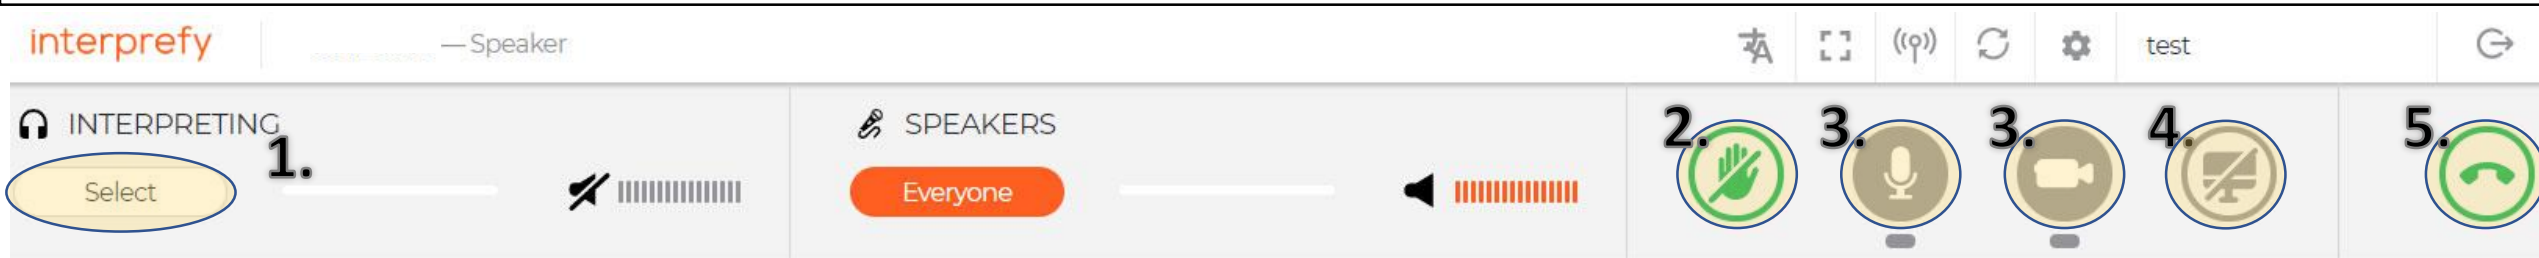 interprefy
— Speaker
test
INTERPRETING
1.
Select
SPEAKERS
Everyone
2.
3.
3.
4.
5.